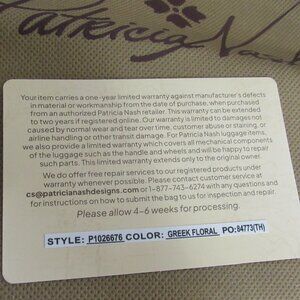 Patricia Nash
Your item carries a one-year limited warranty against manufacturer's defects
in material or workmanship from the date of purchase, when purchased
from an authorized Patricia Nash retailer. This warranty can be extended
to two years if registered online. Our warranty is limited to damages not
caused by normal wear and tear over time, customer abuse or staining, or
airline handling or other transit damage. For Patricia Nash luggage items,
we also provide a limited warranty which covers all mechanical components
of the luggage such as the handle and wheels and will be happy to repair
such parts. This limited warranty extends only to the original owner.
We do offer free repair services to our registered products under
warranty whenever possible. Please contact customer service at
cs@patricianashdesigns.com or 1-877-743-6274 with any questions and
for instructions on how to submit the bag to us for inspection and repair.
Please allow 4-6 weeks for processing.
STYLE: P1026676 COLOR: GREEK FLORAL PO:84773(TH)